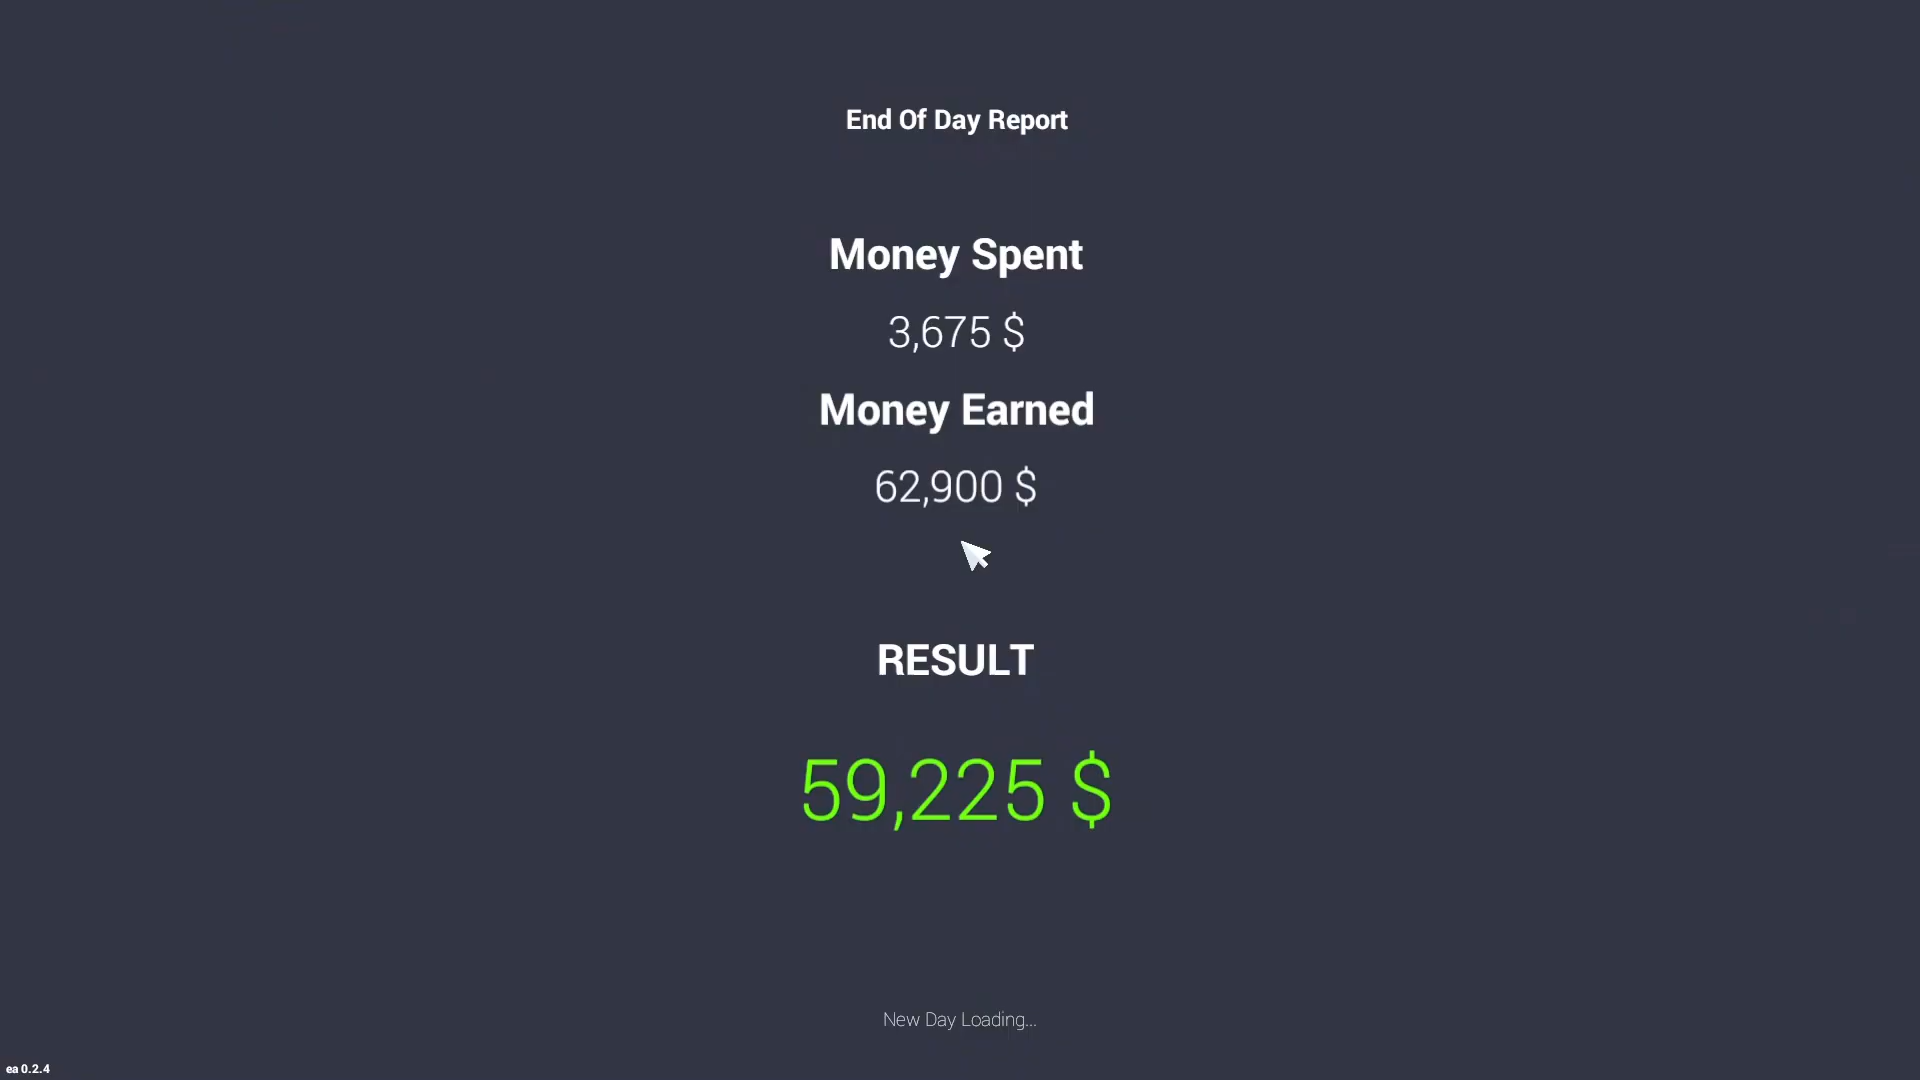 End Of Day Report
Money Spent
3,675 $
Money Earned
62,900 $
RESULT
59,225 $
New Day Loading...
ea 0.2.4